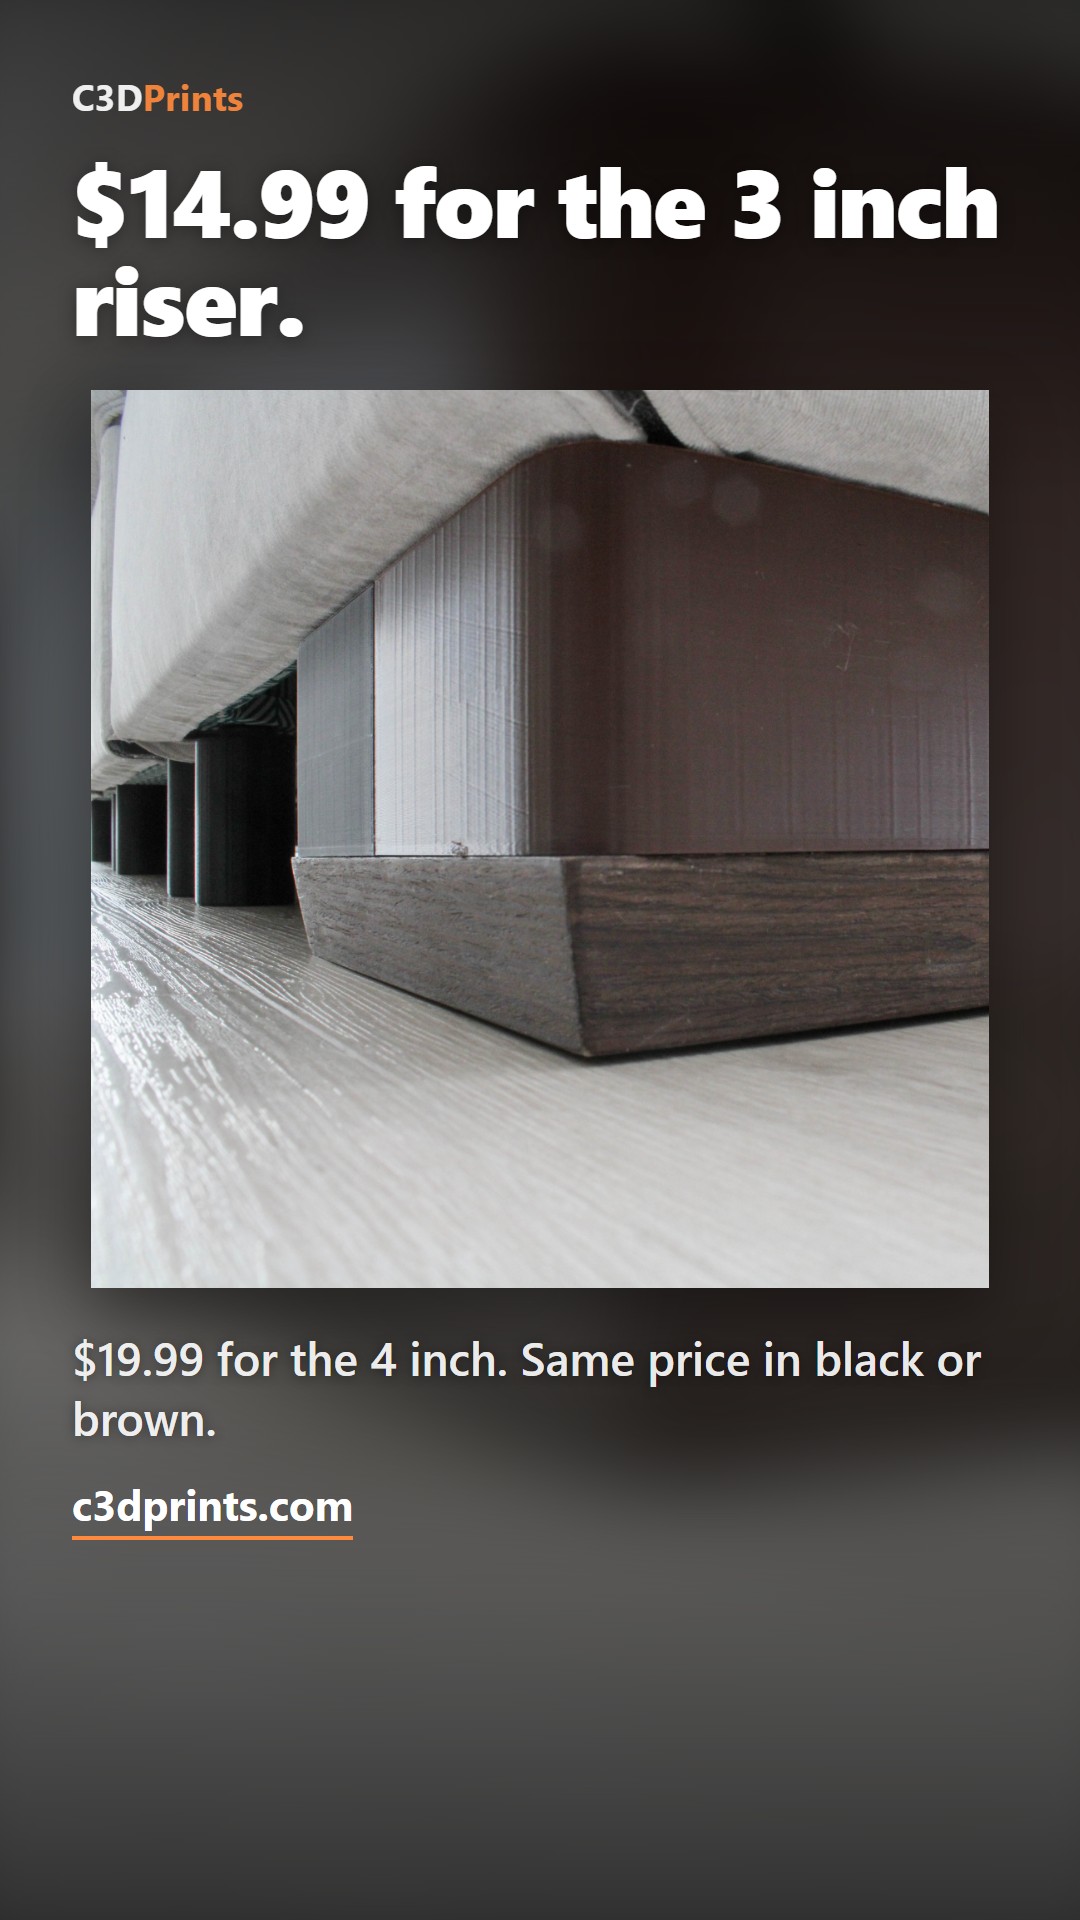 C3DPrints
$14.99 for the 3 inch
riser.
$19.99 for the 4 inch. Same price in black or
brown.
c3dprints.com